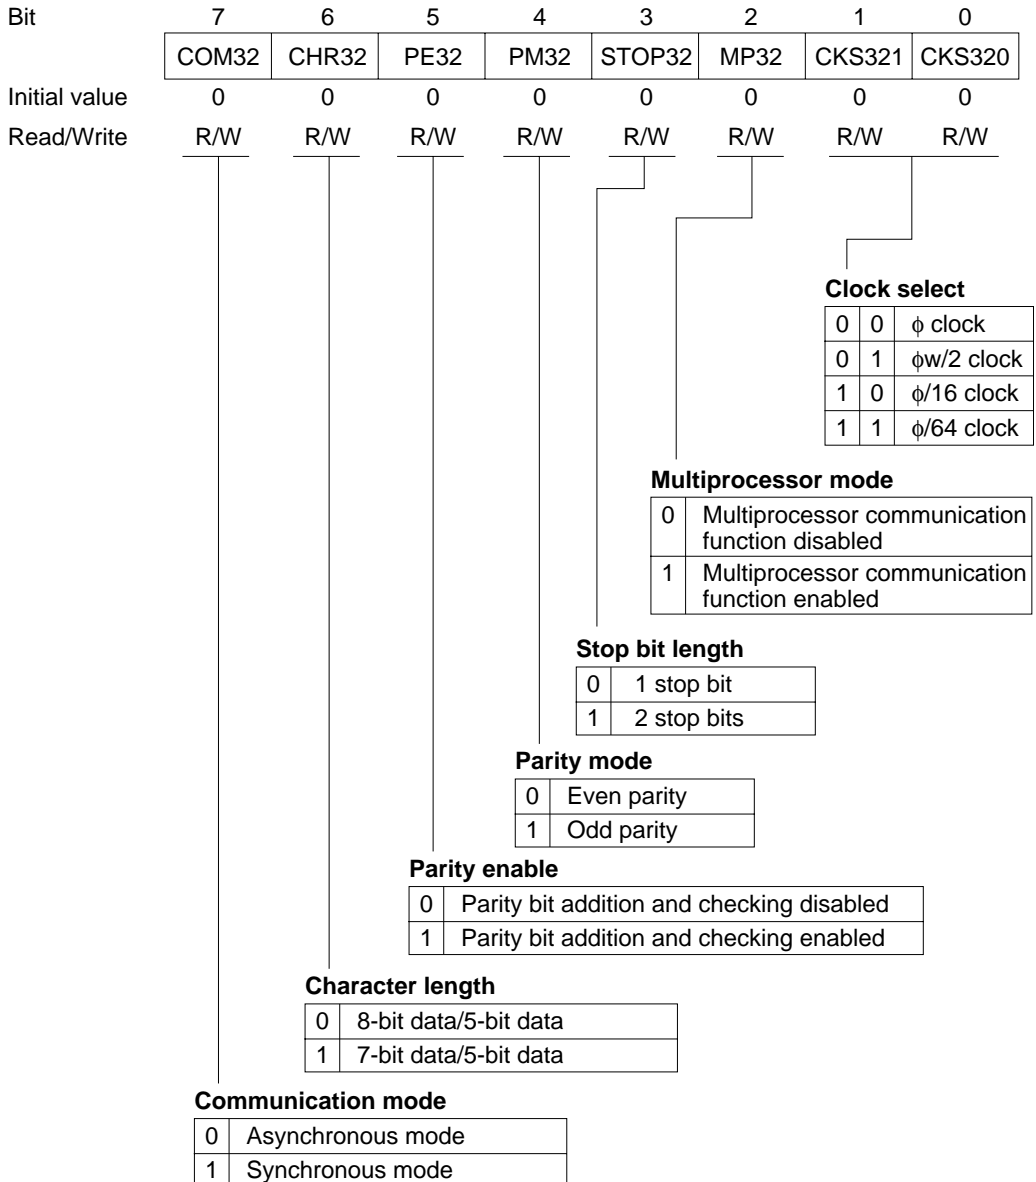 Bit 7 6 5 4 3 2 1 0
COM32 CHR32 PE32 PM32 STOP32 MP32 CKS321 CKS320
Initial value 0 0 0 0 0 0 0 0
Read/Write R/W R/W R/W R/W R/W R/W R/W R/W
Clock select
0 0 ϕ clock
0 1 ϕw/2 clock
1 0 ϕ/16 clock
1 1 ϕ/64 clock
Multiprocessor mode
0 Multiprocessor communication
function disabled
1 Multiprocessor communication
function enabled
Stop bit length
0 1 stop bit
1 2 stop bits
Parity mode
0 Even parity
1 Odd parity
Parity enable
0 Parity bit addition and checking disabled
1 Parity bit addition and checking enabled
Character length
0 8-bit data/5-bit data
1 7-bit data/5-bit data
Communication mode
0 Asynchronous mode
1 Synchronous mode